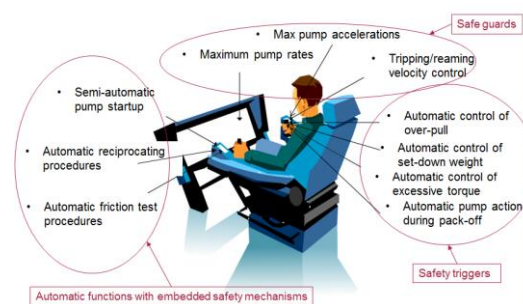 Safe guards
• Max pump accelerations
• Maximum pump rates
• Tripping/reaming
velocity control
• Semi-automatic
pump startup
• Automatic reciprocating
procedures
• Automatic friction test
procedures
• Automatic control of
over-pull
• Automatic control of
set-down weight
• Automatic control of
excessive torque
• Automatic pump action
during pack-off
Safety triggers
Automatic functions with embedded safety mechanisms